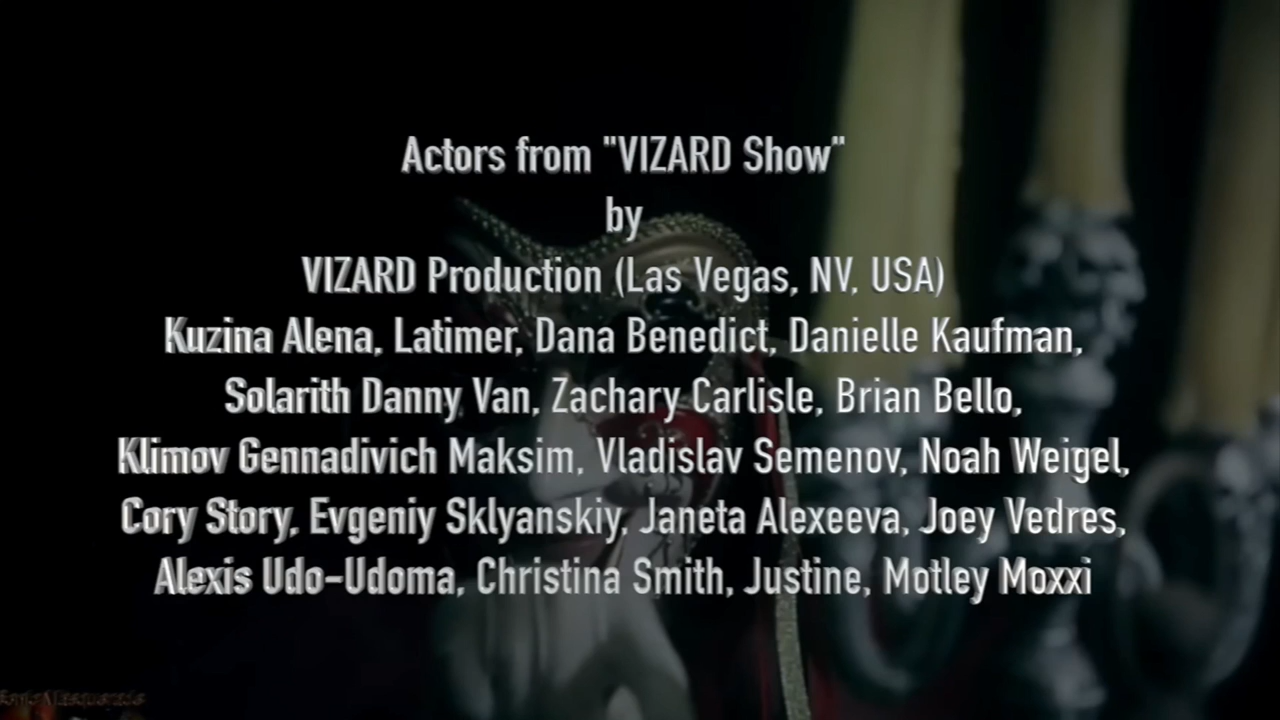 Actors from "VIZARD Show"
by
VIZARD Production (Las Vegas, NV, USA)
Kuzina Alena, Latimer, Dana Benedict, Danielle Kaufman,
Solarith Danny Van, Zachary Carlisle, Brian Bello,
Klimov Gennadivich Maksim, Vladislav Semenov, Noah Weigel,
Cory Story, Evgeniy Sklyanskiy, Janeta Alexeeva, Joey Vedres,
Alexis Udo-Udoma, Christina Smith, Justine, Motley Moxxi